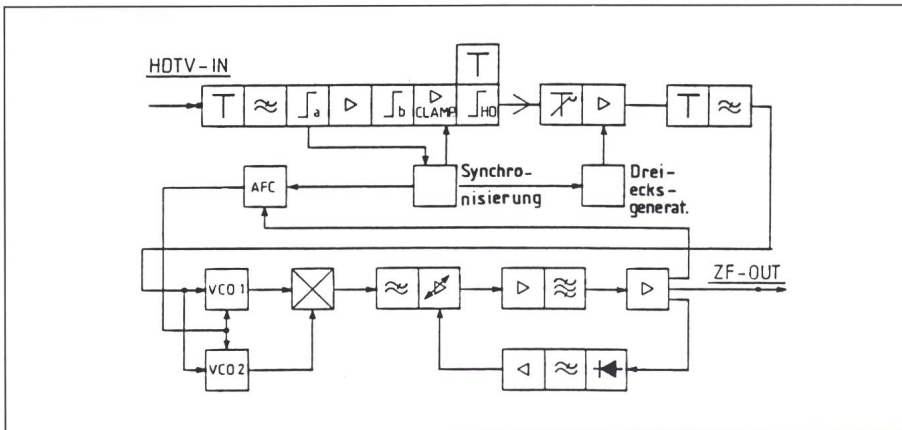 HDTV-IN
a
b
CLAMP
HD
AFC
Synchro-
nisierung
Drei-
ecks-
generat.
VCO 1
VCO 2
ZF-OUT